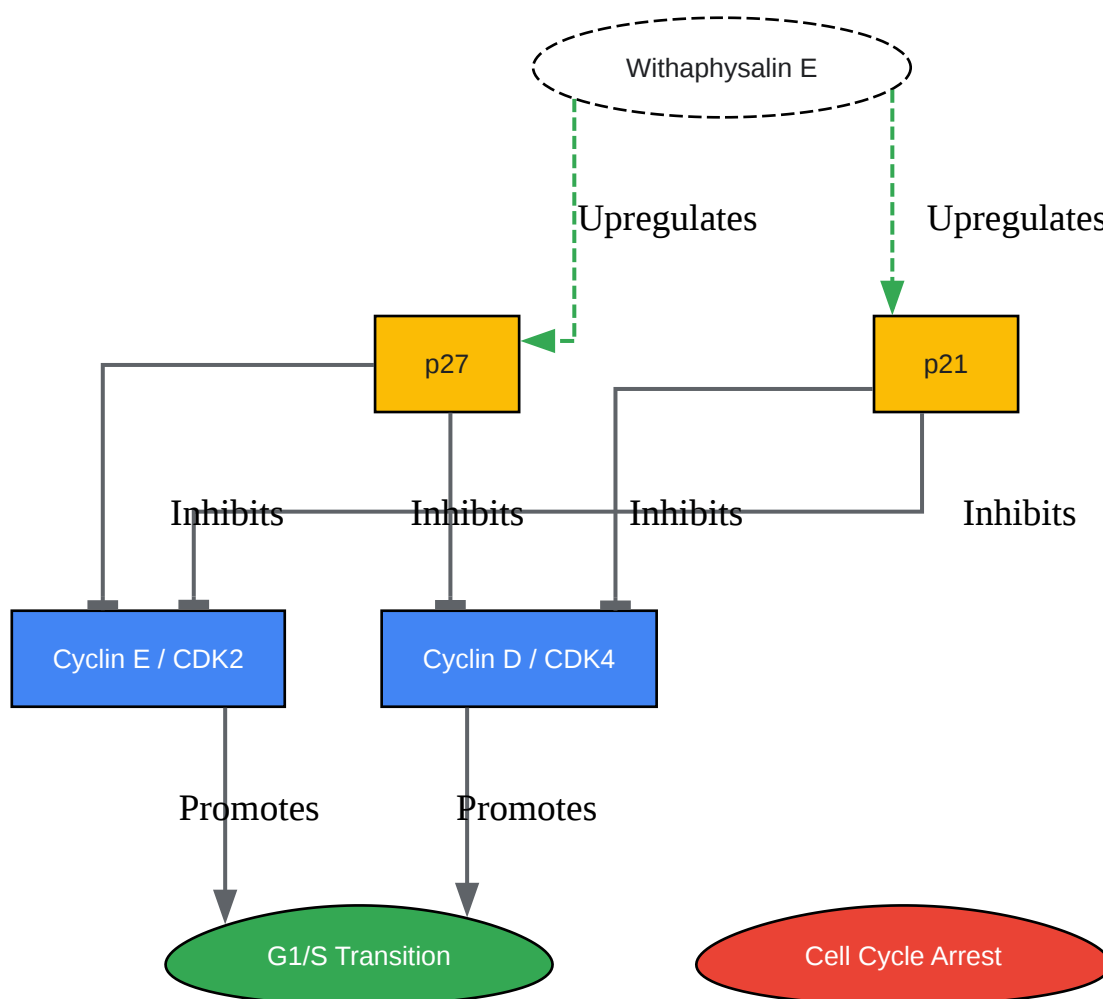 Withaphysalin E
Upregulates
Upregulates
p27
p21
Inhibits
Inhibits
Inhibits
Inhibits
Cyclin E / CDK2
Cyclin D / CDK4
Promotes
Promotes
G1/S Transition
Cell Cycle Arrest